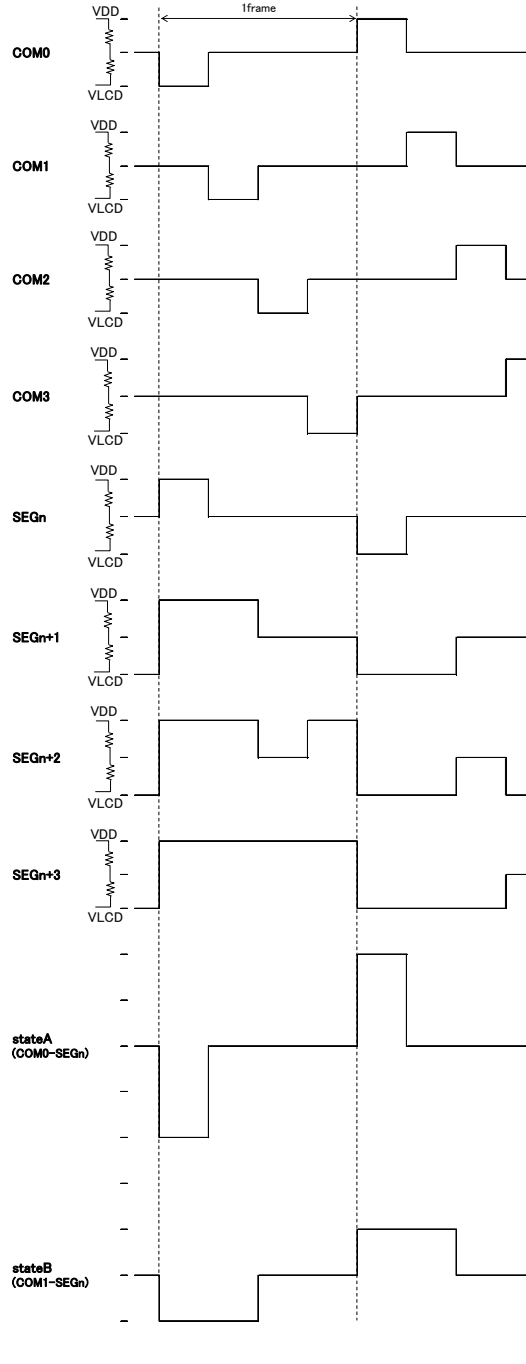 1frame
VDD
COM0
VLCD
VDD
COM1
VLCD
VDD
COM2
VLCD
VDD
COM3
VLCD
VDD
SEGn
VLCD
VDD
SEGn+1
VLCD
VDD
SEGn+2
VLCD
VDD
SEGn+3
VLCD
stateA
(COM0-SEGn)
stateB
(COM1-SEGn)